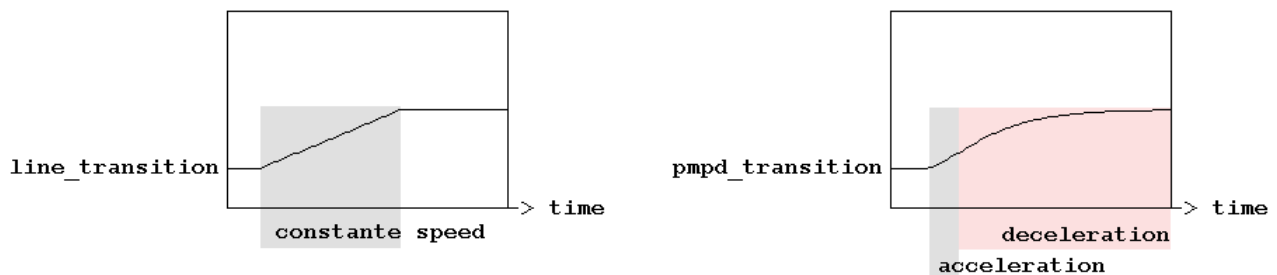 line_transition
time
constante speed
pmpd_transition
time
deceleration
acceleration